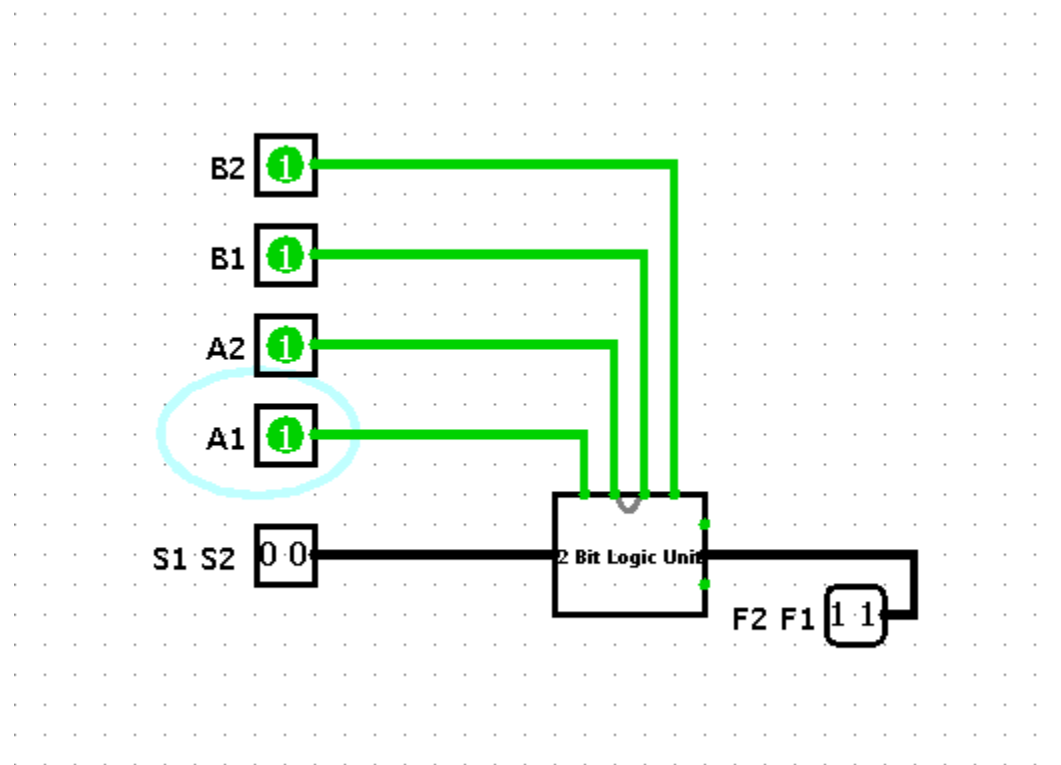 B2 1
B1 1
A2 1
A1 1
S1 S2 0 0
2 Bit Logic Unit
F2 F1 1 1